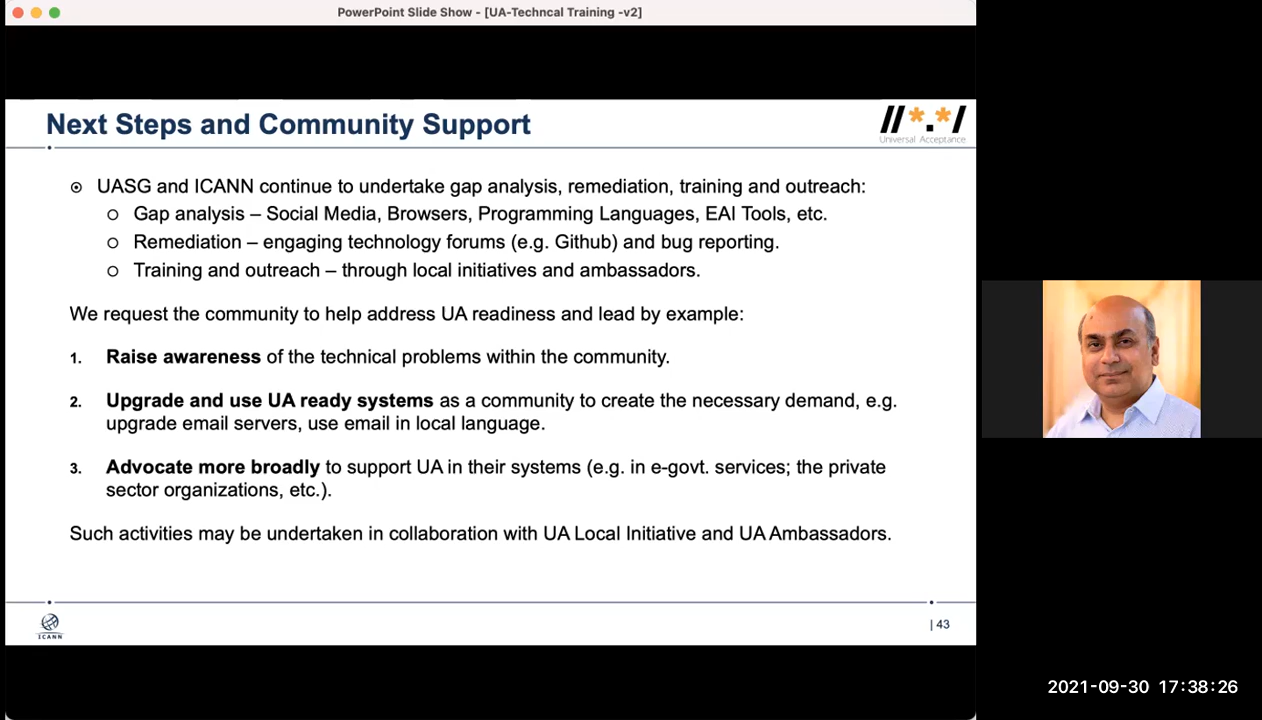 PowerPoint Slide Show - [UA-Techncal Training -v2]
Next Steps and Community Support
//*.*/
Universal Acceptance
UASG and ICANN continue to undertake gap analysis, remediation, training and outreach:
Gap analysis – Social Media, Browsers, Programming Languages, EAI Tools, etc.
Remediation – engaging technology forums (e.g. Github) and bug reporting.
Training and outreach – through local initiatives and ambassadors.
We request the community to help address UA readiness and lead by example:
1. Raise awareness of the technical problems within the community.
2. Upgrade and use UA ready systems as a community to create the necessary demand, e.g.
upgrade email servers, use email in local language.
3. Advocate more broadly to support UA in their systems (e.g. in e-govt. services; the private
sector organizations, etc.).
Such activities may be undertaken in collaboration with UA Local Initiative and UA Ambassadors.
ICANN
| 43
2021-09-30 17:38:26